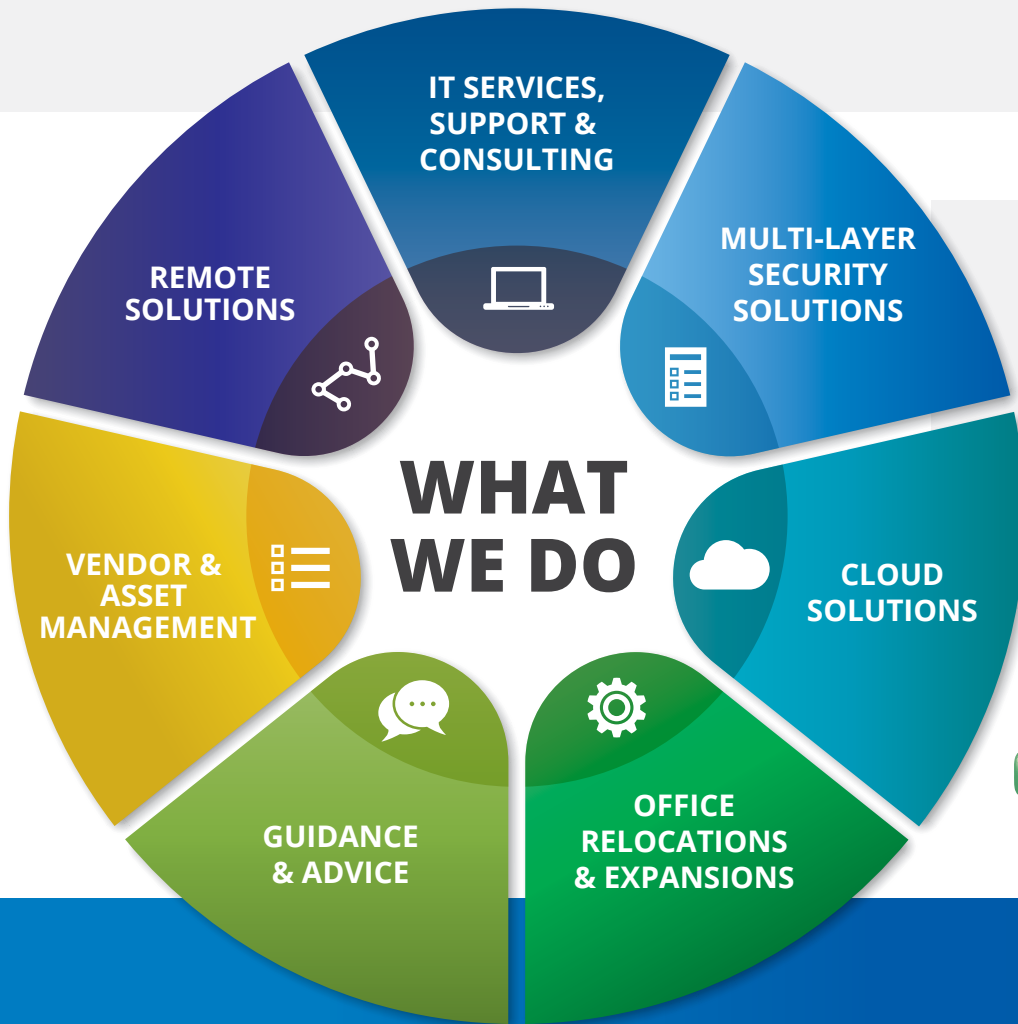 IT SERVICES,
SUPPORT &
CONSULTING
MULTI-LAYER
SECURITY
SOLUTIONS
CLOUD
SOLUTIONS
OFFICE
RELOCATIONS
& EXPANSIONS
GUIDANCE
& ADVICE
VENDOR &
ASSET
MANAGEMENT
REMOTE
SOLUTIONS
WHAT
WE DO